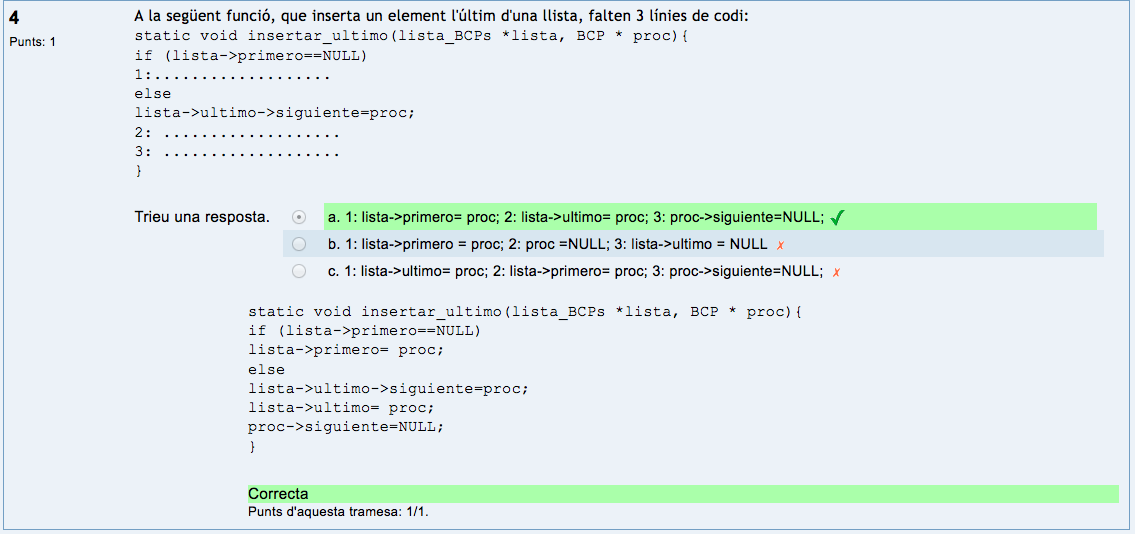 4
Punts: 1
A la següent funció, que inserta un element l'últim d'una llista, falten 3 línies de codi:
static void insertar_ultimo(lista_BCPs *lista, BCP * proc){
if (lista->primero==NULL)
1:...................
else
lista->ultimo->siguiente=proc;
2: ...................
3: ...................
}
Trieu una resposta.
a. 1: lista->primero= proc; 2: lista->ultimo= proc; 3: proc->siguiente=NULL; ✓
b. 1: lista->primero = proc; 2: proc =NULL; 3: lista->ultimo = NULL ✗
c. 1: lista->ultimo= proc; 2: lista->primero= proc; 3: proc->siguiente=NULL; ✗
static void insertar_ultimo(lista_BCPs *lista, BCP * proc){
if (lista->primero==NULL)
lista->primero= proc;
else
lista->ultimo->siguiente=proc;
lista->ultimo= proc;
proc->siguiente=NULL;
}
Correcta
Punts d'aquesta tramesa: 1/1.